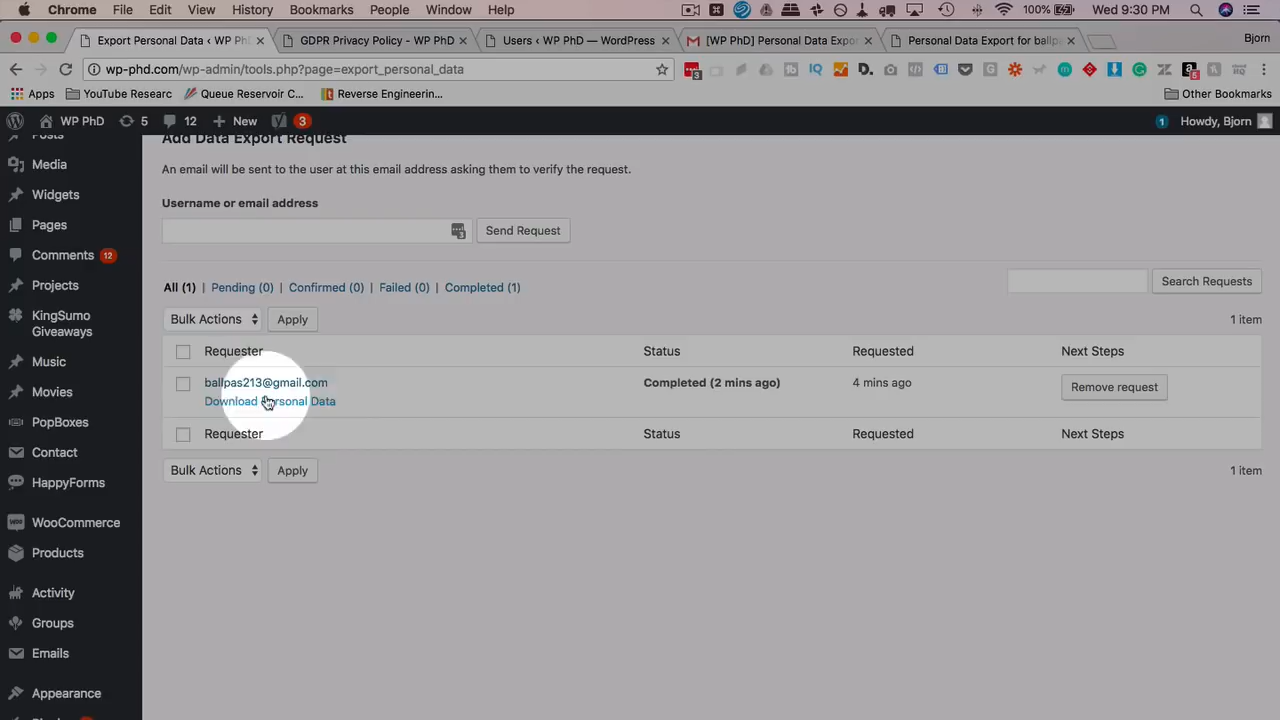 Chrome File Edit View History Bookmarks People Window Help 100% Wed 9:30 PM
Export Personal Data ‹ WP Ph GDPR Privacy Policy - WP PhD Users ‹ WP PhD — WordPress [WP PhD] Personal Data Expor Personal Data Export for ballp Bjorn
wp-phd.com/wp-admin/tools.php?page=export_personal_data
Apps YouTube Researc Queue Reservoir C... Reverse Engineerin... Other Bookmarks
WP PhD 5 12 New 3 1 Howdy, Bjorn
Posts
Media
Widgets
Pages
Comments 12
Projects
KingSumo
Giveaways
Music
Movies
PopBoxes
Contact
HappyForms
WooCommerce
Products
Activity
Groups
Emails
Appearance
Add Data Export Request
An email will be sent to the user at this email address asking them to verify the request.
Username or email address
Send Request
All (1) | Pending (0) | Confirmed (0) | Failed (0) | Completed (1)
Search Requests
Bulk Actions Apply 1 item
Requester Status Requested Next Steps
ballpas213@gmail.com Completed (2 mins ago) 4 mins ago Remove request
Download Personal Data
Requester Status Requested Next Steps
Bulk Actions Apply 1 item